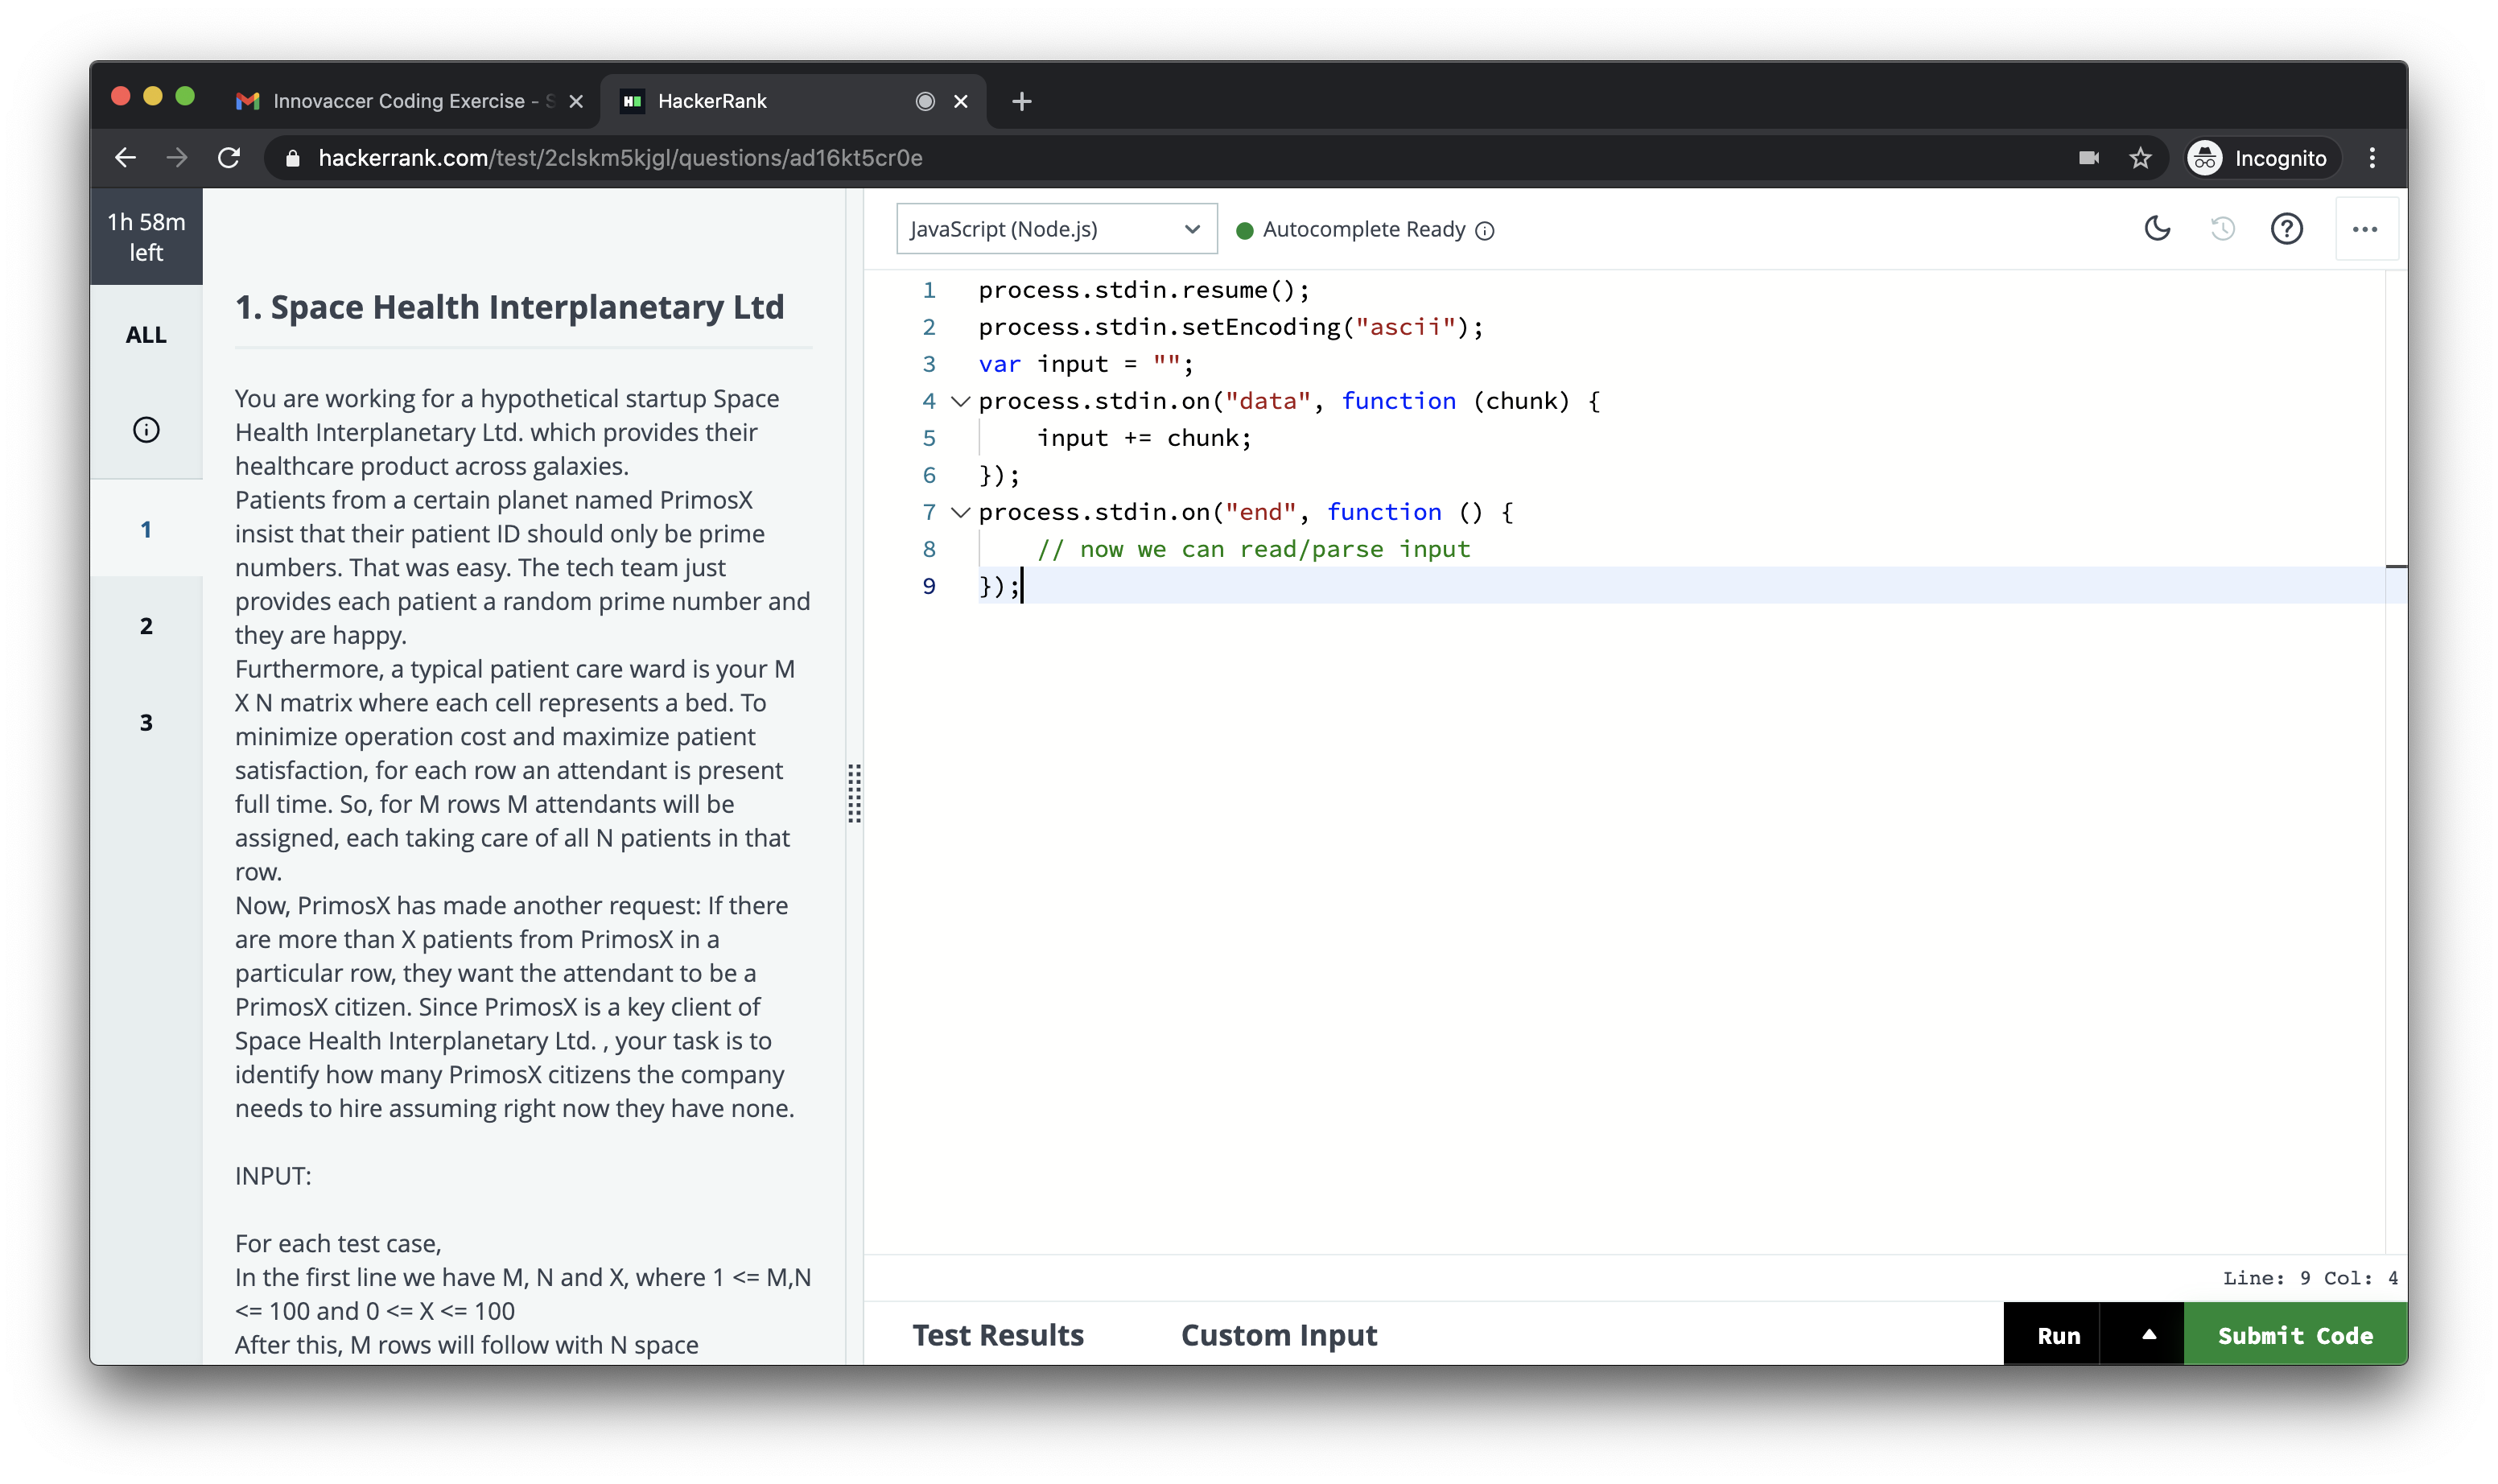 Innovaccer Coding Exercise - S
HackerRank
hackerrank.com/test/2clskm5kjgl/questions/ad16kt5cr0e
Incognito
1h 58m
left
ALL
1
2
3
1. Space Health Interplanetary Ltd
You are working for a hypothetical startup Space
Health Interplanetary Ltd. which provides their
healthcare product across galaxies.
Patients from a certain planet named PrimosX
insist that their patient ID should only be prime
numbers. That was easy. The tech team just
provides each patient a random prime number and
they are happy.
Furthermore, a typical patient care ward is your M
X N matrix where each cell represents a bed. To
minimize operation cost and maximize patient
satisfaction, for each row an attendant is present
full time. So, for M rows M attendants will be
assigned, each taking care of all N patients in that
row.
Now, PrimosX has made another request: If there
are more than X patients from PrimosX in a
particular row, they want the attendant to be a
PrimosX citizen. Since PrimosX is a key client of
Space Health Interplanetary Ltd. , your task is to
identify how many PrimosX citizens the company
needs to hire assuming right now they have none.
INPUT:
For each test case,
In the first line we have M, N and X, where 1 <= M,N
<= 100 and 0 <= X <= 100
After this, M rows will follow with N space
JavaScript (Node.js)
Autocomplete Ready
1 process.stdin.resume();
2 process.stdin.setEncoding("ascii");
3 var input = "";
4 process.stdin.on("data", function (chunk) {
5 input += chunk;
6 });
7 process.stdin.on("end", function () {
8 // now we can read/parse input
9 });
Line: 9 Col: 4
Test Results
Custom Input
Run
Submit Code